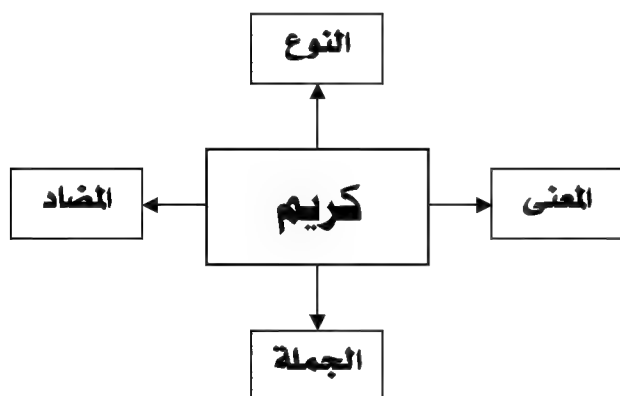 النوع
المعنى
كريم
المضاد
الجملة